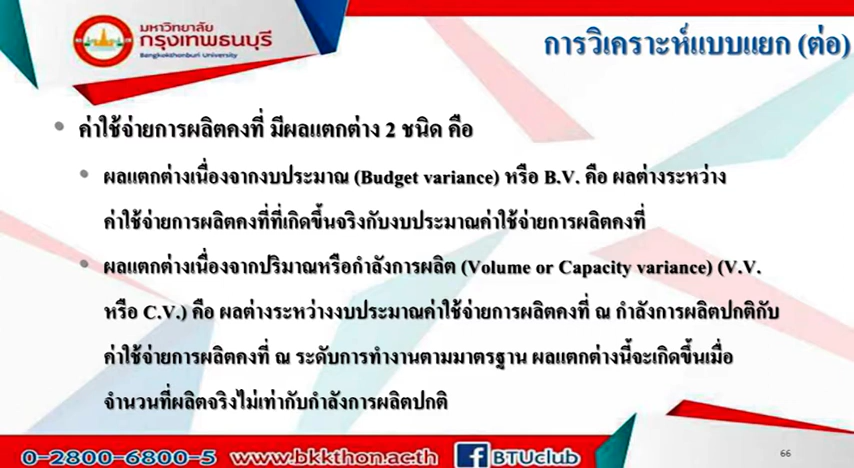 มหาวิทยาลัย
กรุงเทพธนบุรี
Bangkokthonburi University
การวิเคราะห์แบบแยก (ต่อ)
• ค่าใช้จ่ายการผลิตคงที่ มีผลแตกต่าง 2 ชนิด คือ
• ผลแตกต่างเนื่องจากงบประมาณ (Budget variance) หรือ B.V. คือ ผลต่างระหว่าง
ค่าใช้จ่ายการผลิตคงที่ที่เกิดขึ้นจริงกับงบประมาณค่าใช้จ่ายการผลิตคงที่
• ผลแตกต่างเนื่องจากปริมาณหรือกำลังการผลิต (Volume or Capacity variance) (V.V.
หรือ C.V.) คือ ผลต่างระหว่างงบประมาณค่าใช้จ่ายการผลิตคงที่ ณ กำลังการผลิตปกติกับ
ค่าใช้จ่ายการผลิตคงที่ ณ ระดับการทำงานตามมาตรฐาน ผลแตกต่างนี้จะเกิดขึ้นเมื่อ
จำนวนที่ผลิตจริงไม่เท่ากับกำลังการผลิตปกติ
0-2800-6800-5 www.bkkthon.ac.th f BTUclub
66